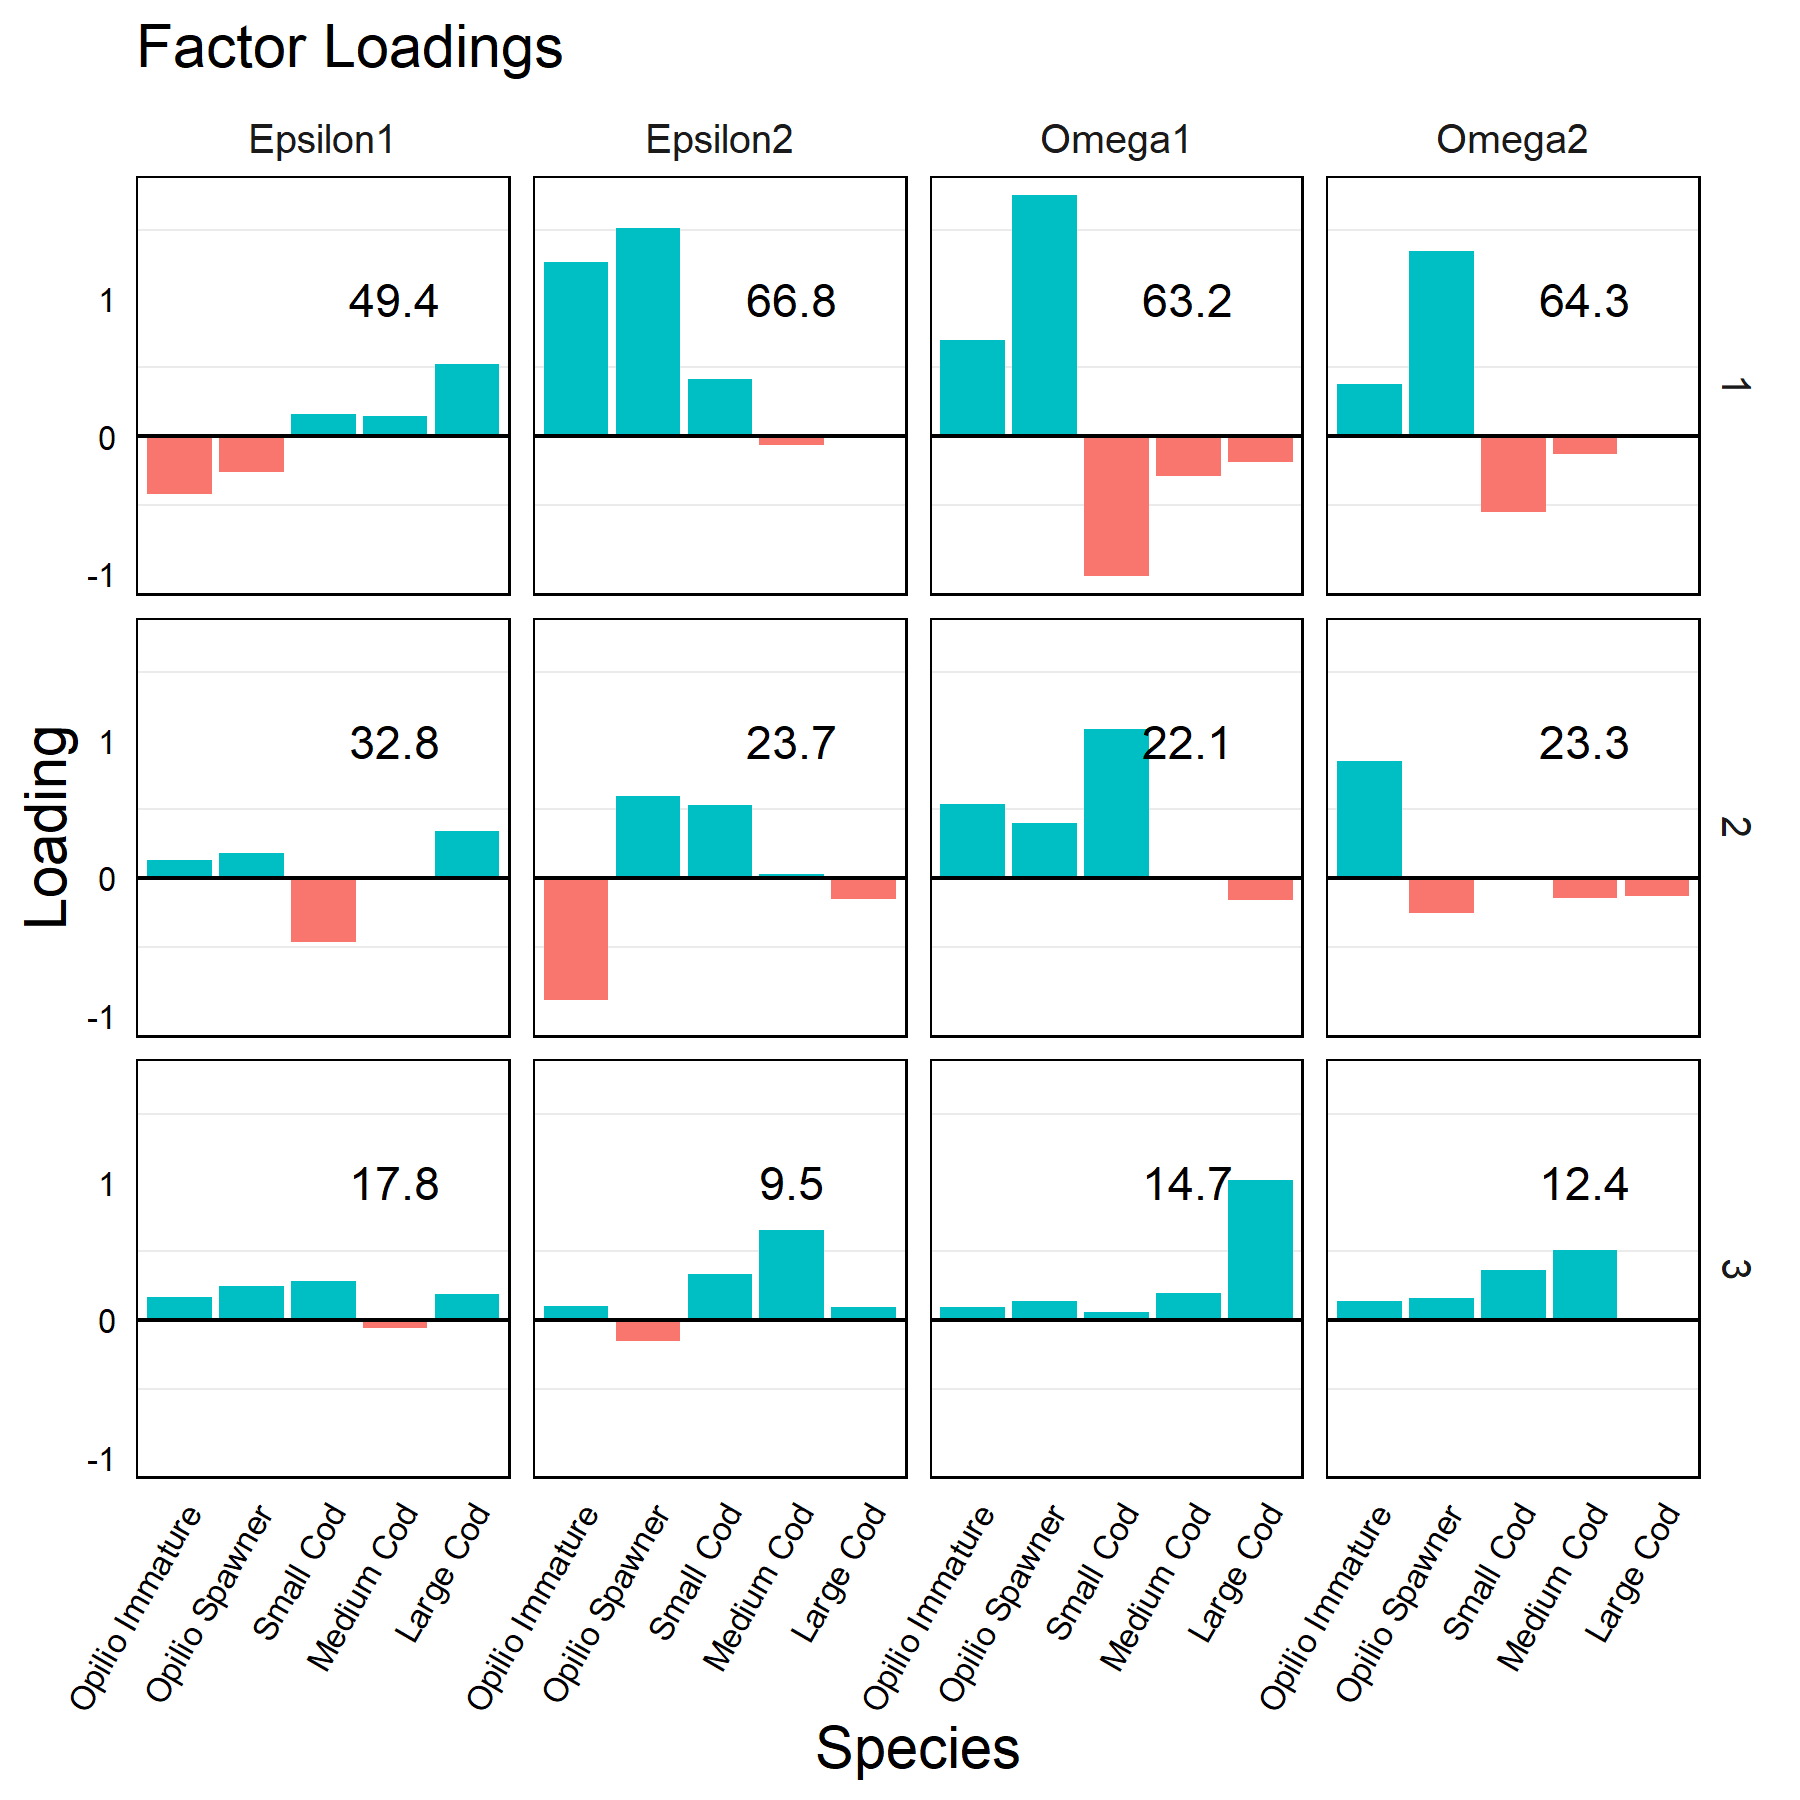 Factor Loadings
Epsilon1 Epsilon2 Omega1 Omega2
1 49.4 66.8 63.2 64.3
0
-1
1
Loading
1 32.8 23.7 22.1 23.3
0
-1
2
1 17.8 9.5 14.7 12.4
0
-1
3
Opilio Immature Opilio Spawner Small Cod Medium Cod Large Cod Opilio Immature Opilio Spawner Small Cod Medium Cod Large Cod Opilio Immature Opilio Spawner Small Cod Medium Cod Large Cod Opilio Immature Opilio Spawner Small Cod Medium Cod Large Cod
Species